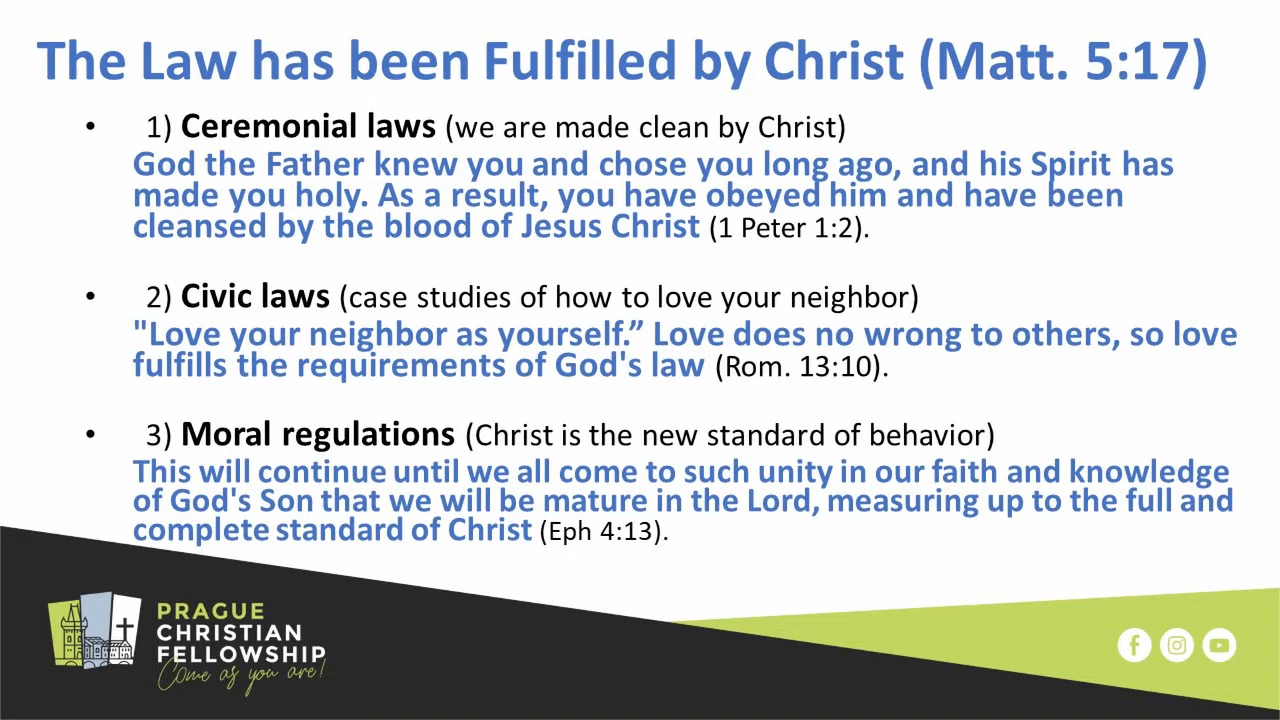 The Law has been Fulfilled by Christ (Matt. 5:17)
• 1) Ceremonial laws (we are made clean by Christ)
God the Father knew you and chose you long ago, and his Spirit has
made you holy. As a result, you have obeyed him and have been
cleansed by the blood of Jesus Christ (1 Peter 1:2).
• 2) Civic laws (case studies of how to love your neighbor)
"Love your neighbor as yourself.” Love does no wrong to others, so love
fulfills the requirements of God's law (Rom. 13:10).
• 3) Moral regulations (Christ is the new standard of behavior)
This will continue until we all come to such unity in our faith and knowledge
of God's Son that we will be mature in the Lord, measuring up to the full and
complete standard of Christ (Eph 4:13).
PRAGUE
CHRISTIAN
FELLOWSHIP
Come as you are!